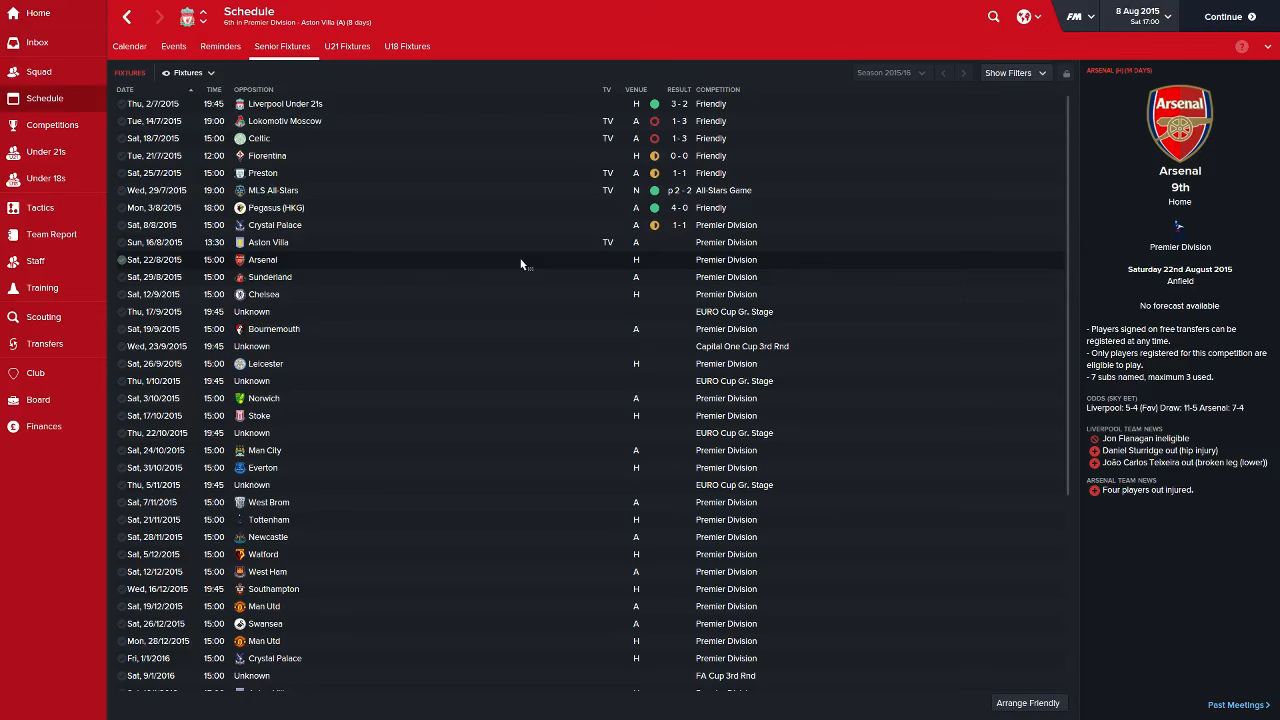 Home
Inbox
Squad
Schedule
Competitions
Under 21s
Under 18s
Tactics
Team Report
Staff
Training
Scouting
Transfers
Club
Board
Finances
Schedule
6th in Premier Division - Aston Villa (A) (8 days)
FM
8 Aug 2015
Sat 17:00
Continue
Calendar Events Reminders Senior Fixtures U21 Fixtures U18 Fixtures
FIXTURES Fixtures Season 2015/16 Show Filters
DATE TIME OPPOSITION TV VENUE RESULT COMPETITION
Thu, 2/7/2015 19:45 Liverpool Under 21s H 3 - 2 Friendly
Tue, 14/7/2015 19:00 Lokomotiv Moscow TV A 1 - 3 Friendly
Sat, 18/7/2015 15:00 Celtic TV A 1 - 3 Friendly
Tue, 21/7/2015 12:00 Fiorentina H 0 - 0 Friendly
Sat, 25/7/2015 15:00 Preston TV A 1 - 1 Friendly
Wed, 29/7/2015 19:00 MLS All-Stars TV N p 2 - 2 All-Stars Game
Mon, 3/8/2015 18:00 Pegasus (HKG) A 4 - 0 Friendly
Sat, 8/8/2015 15:00 Crystal Palace A 1 - 1 Premier Division
Sun, 16/8/2015 13:30 Aston Villa TV A Premier Division
Sat, 22/8/2015 15:00 Arsenal H Premier Division
Sat, 29/8/2015 15:00 Sunderland A Premier Division
Sat, 12/9/2015 15:00 Chelsea H Premier Division
Thu, 17/9/2015 19:45 Unknown EURO Cup Gr. Stage
Sat, 19/9/2015 15:00 Bournemouth A Premier Division
Wed, 23/9/2015 19:45 Unknown Capital One Cup 3rd Rnd
Sat, 26/9/2015 15:00 Leicester H Premier Division
Thu, 1/10/2015 19:45 Unknown EURO Cup Gr. Stage
Sat, 3/10/2015 15:00 Norwich A Premier Division
Sat, 17/10/2015 15:00 Stoke H Premier Division
Thu, 22/10/2015 19:45 Unknown EURO Cup Gr. Stage
Sat, 24/10/2015 15:00 Man City A Premier Division
Sat, 31/10/2015 15:00 Everton H Premier Division
Thu, 5/11/2015 19:45 Unknown EURO Cup Gr. Stage
Sat, 7/11/2015 15:00 West Brom A Premier Division
Sat, 21/11/2015 15:00 Tottenham H Premier Division
Sat, 28/11/2015 15:00 Newcastle A Premier Division
Sat, 5/12/2015 15:00 Watford H Premier Division
Sat, 12/12/2015 15:00 West Ham A Premier Division
Wed, 16/12/2015 19:45 Southampton H Premier Division
Sat, 19/12/2015 15:00 Man Utd A Premier Division
Sat, 26/12/2015 15:00 Swansea A Premier Division
Mon, 28/12/2015 15:00 Man Utd H Premier Division
Fri, 1/1/2016 15:00 Crystal Palace H Premier Division
Sat, 9/1/2016 15:00 Unknown FA Cup 3rd Rnd
Arrange Friendly
ARSENAL (H) (14 DAYS)
Arsenal
Arsenal
9th
Home
Premier Division
Saturday 22nd August 2015
Anfield
No forecast available
- Players signed on free transfers can be
registered at any time.
- Only players registered for this competition are
eligible to play.
- 7 subs named, maximum 3 used.
ODDS (SKY BET)
Liverpool: 5-4 (Fav) Draw: 11-5 Arsenal: 7-4
LIVERPOOL TEAM NEWS
Jon Flanagan ineligible
Daniel Sturridge out (hip injury)
João Carlos Teixeira out (broken leg (lower))
ARSENAL TEAM NEWS
Four players out injured.
Past Meetings >